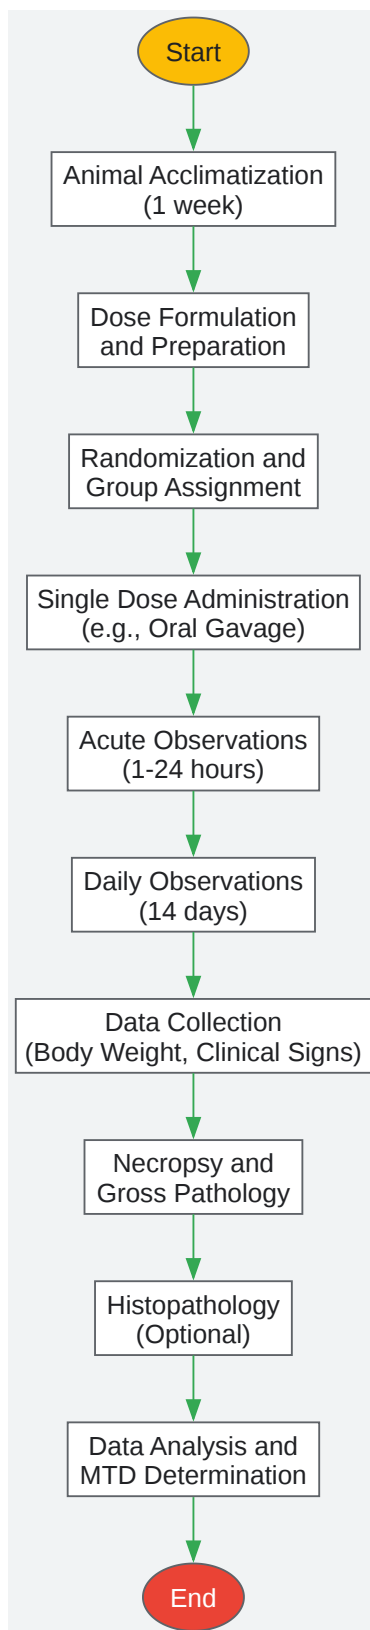 Start
Animal Acclimatization
(1 week)
Dose Formulation
and Preparation
Randomization and
Group Assignment
Single Dose Administration
(e.g., Oral Gavage)
Acute Observations
(1-24 hours)
Daily Observations
(14 days)
Data Collection
(Body Weight, Clinical Signs)
Necropsy and
Gross Pathology
Histopathology
(Optional)
Data Analysis and
MTD Determination
End